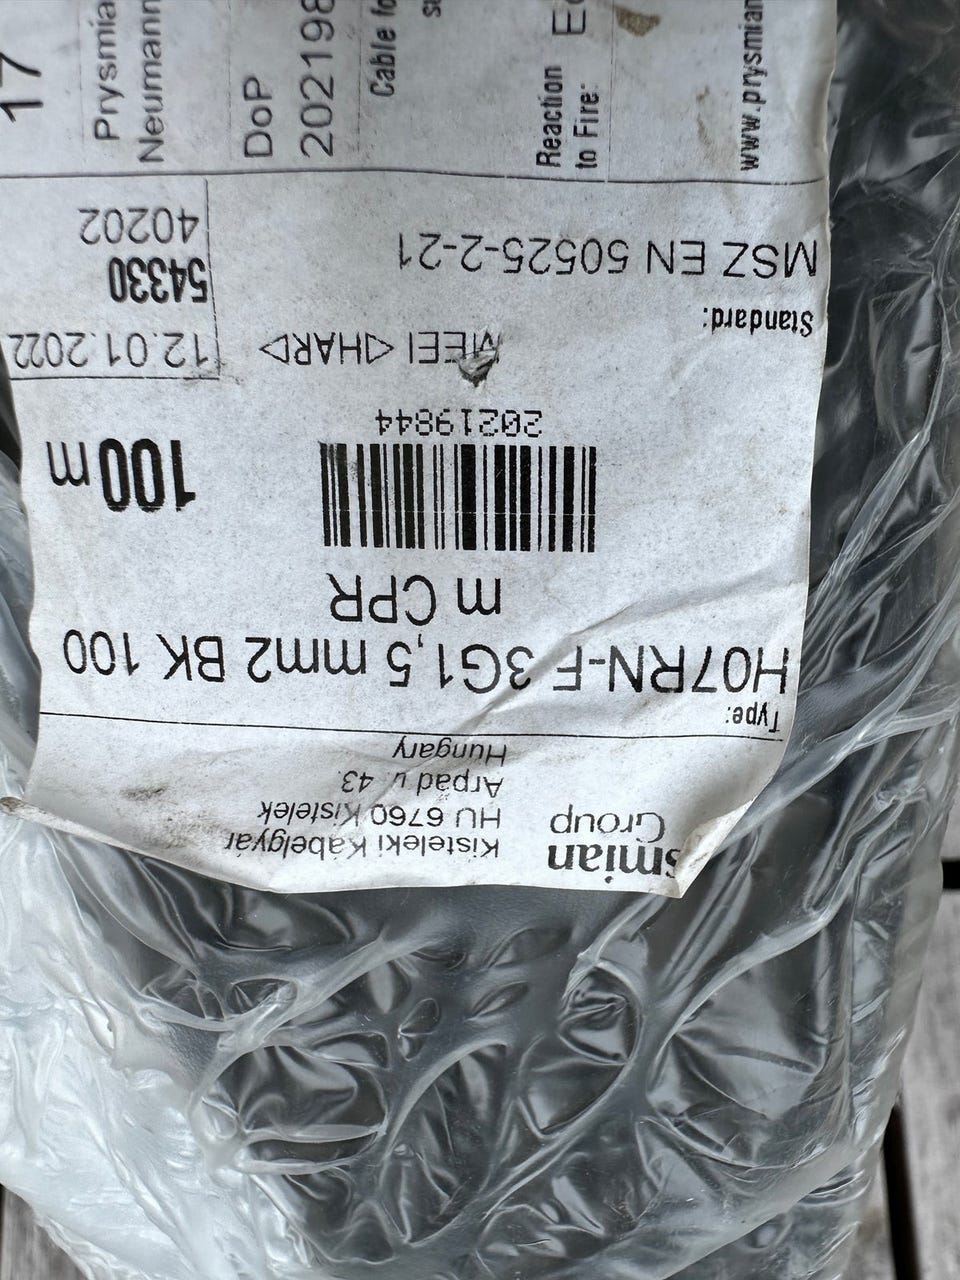 smian
Group
Kisteleki Kábelgyár
HU 6760 Kistelek
Árpád u. 43.
Hungary
Type:
H07RN-F 3G1,5 mm2 BK 100
m CPR
20219844
100 m
MEEI ◁HAR▷
12.01.2022
54330
40202
Standard:
MSZ EN 50525-2-21
17
Prysmia
Neumann
DoP
202198
Cable fo
su
Reaction
to Fire:
www.prysmian